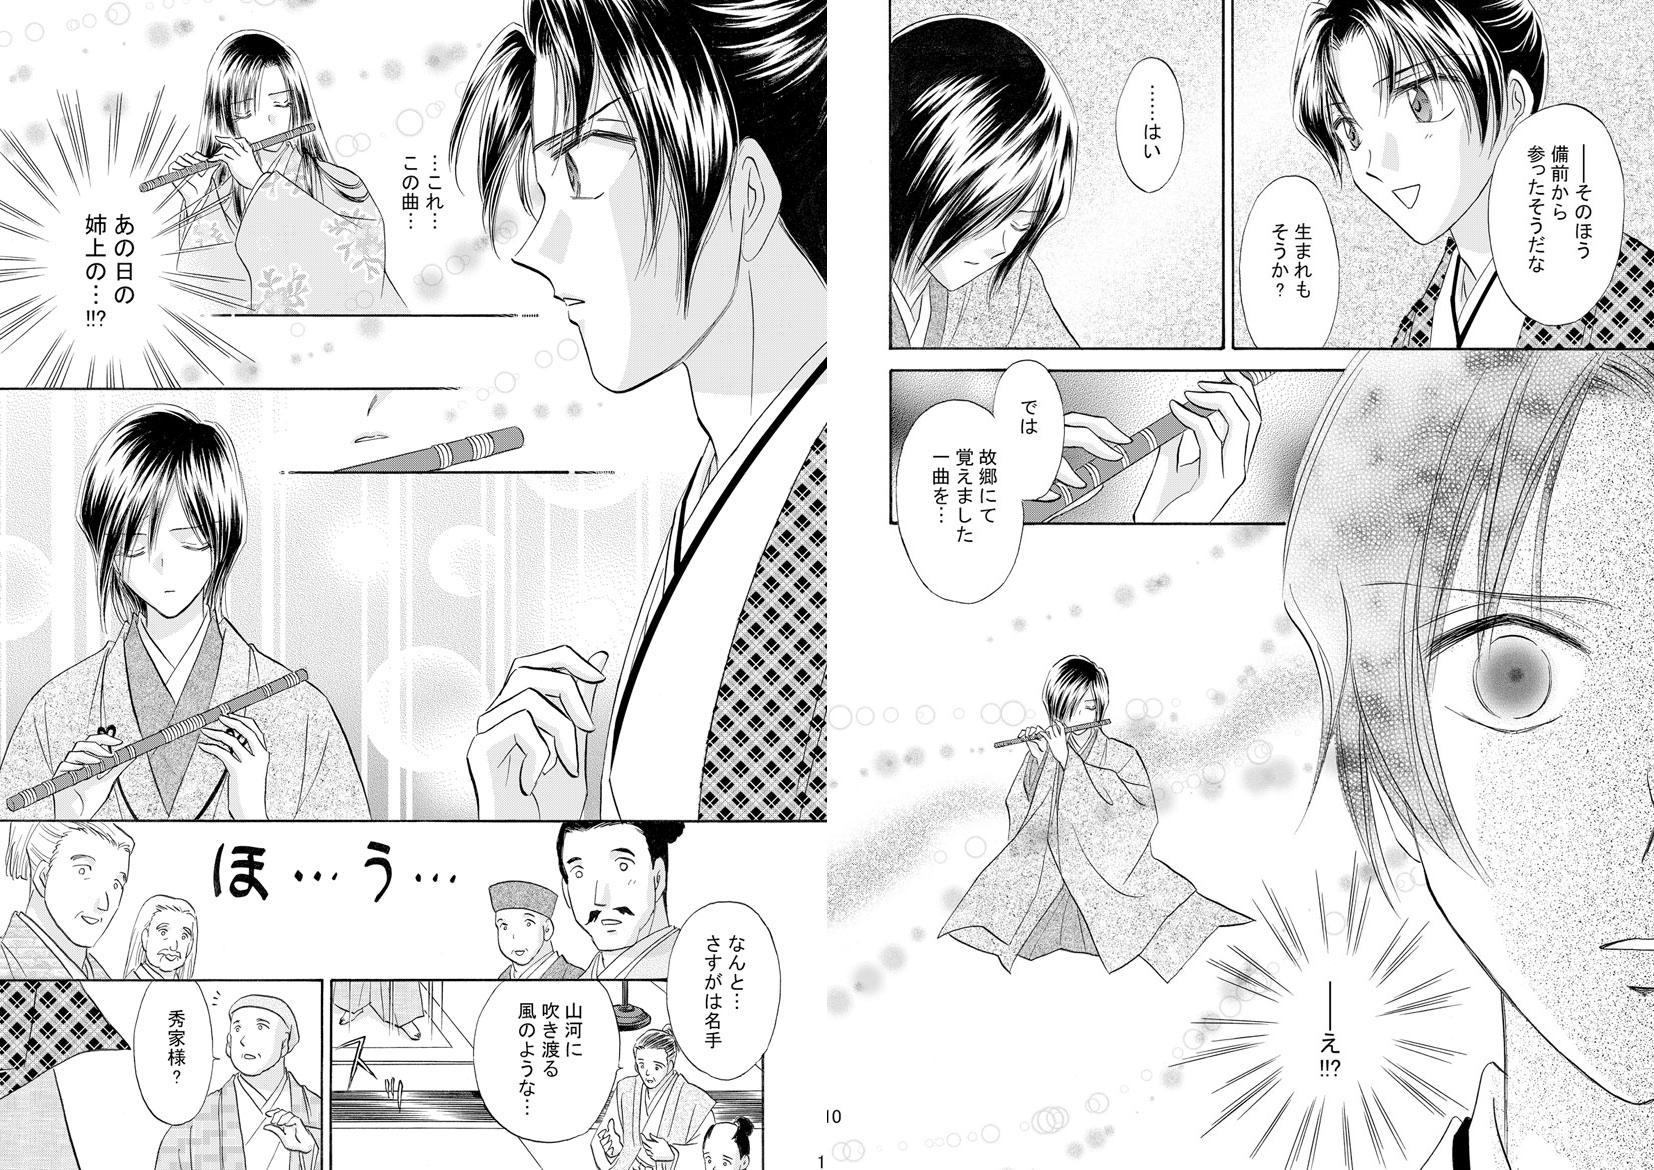 ──そのほう
備前から
参ったそうだな
生まれも
そうか？
……はい
では
故郷にて
覚えました
一曲を…
──え!!?
10
…これ…
この曲…
あの日の
姉上の…!!?
ほ…う…
なんと…
さすがは名手
山河に
吹き渡る
風のような…
ス
秀家様？
1